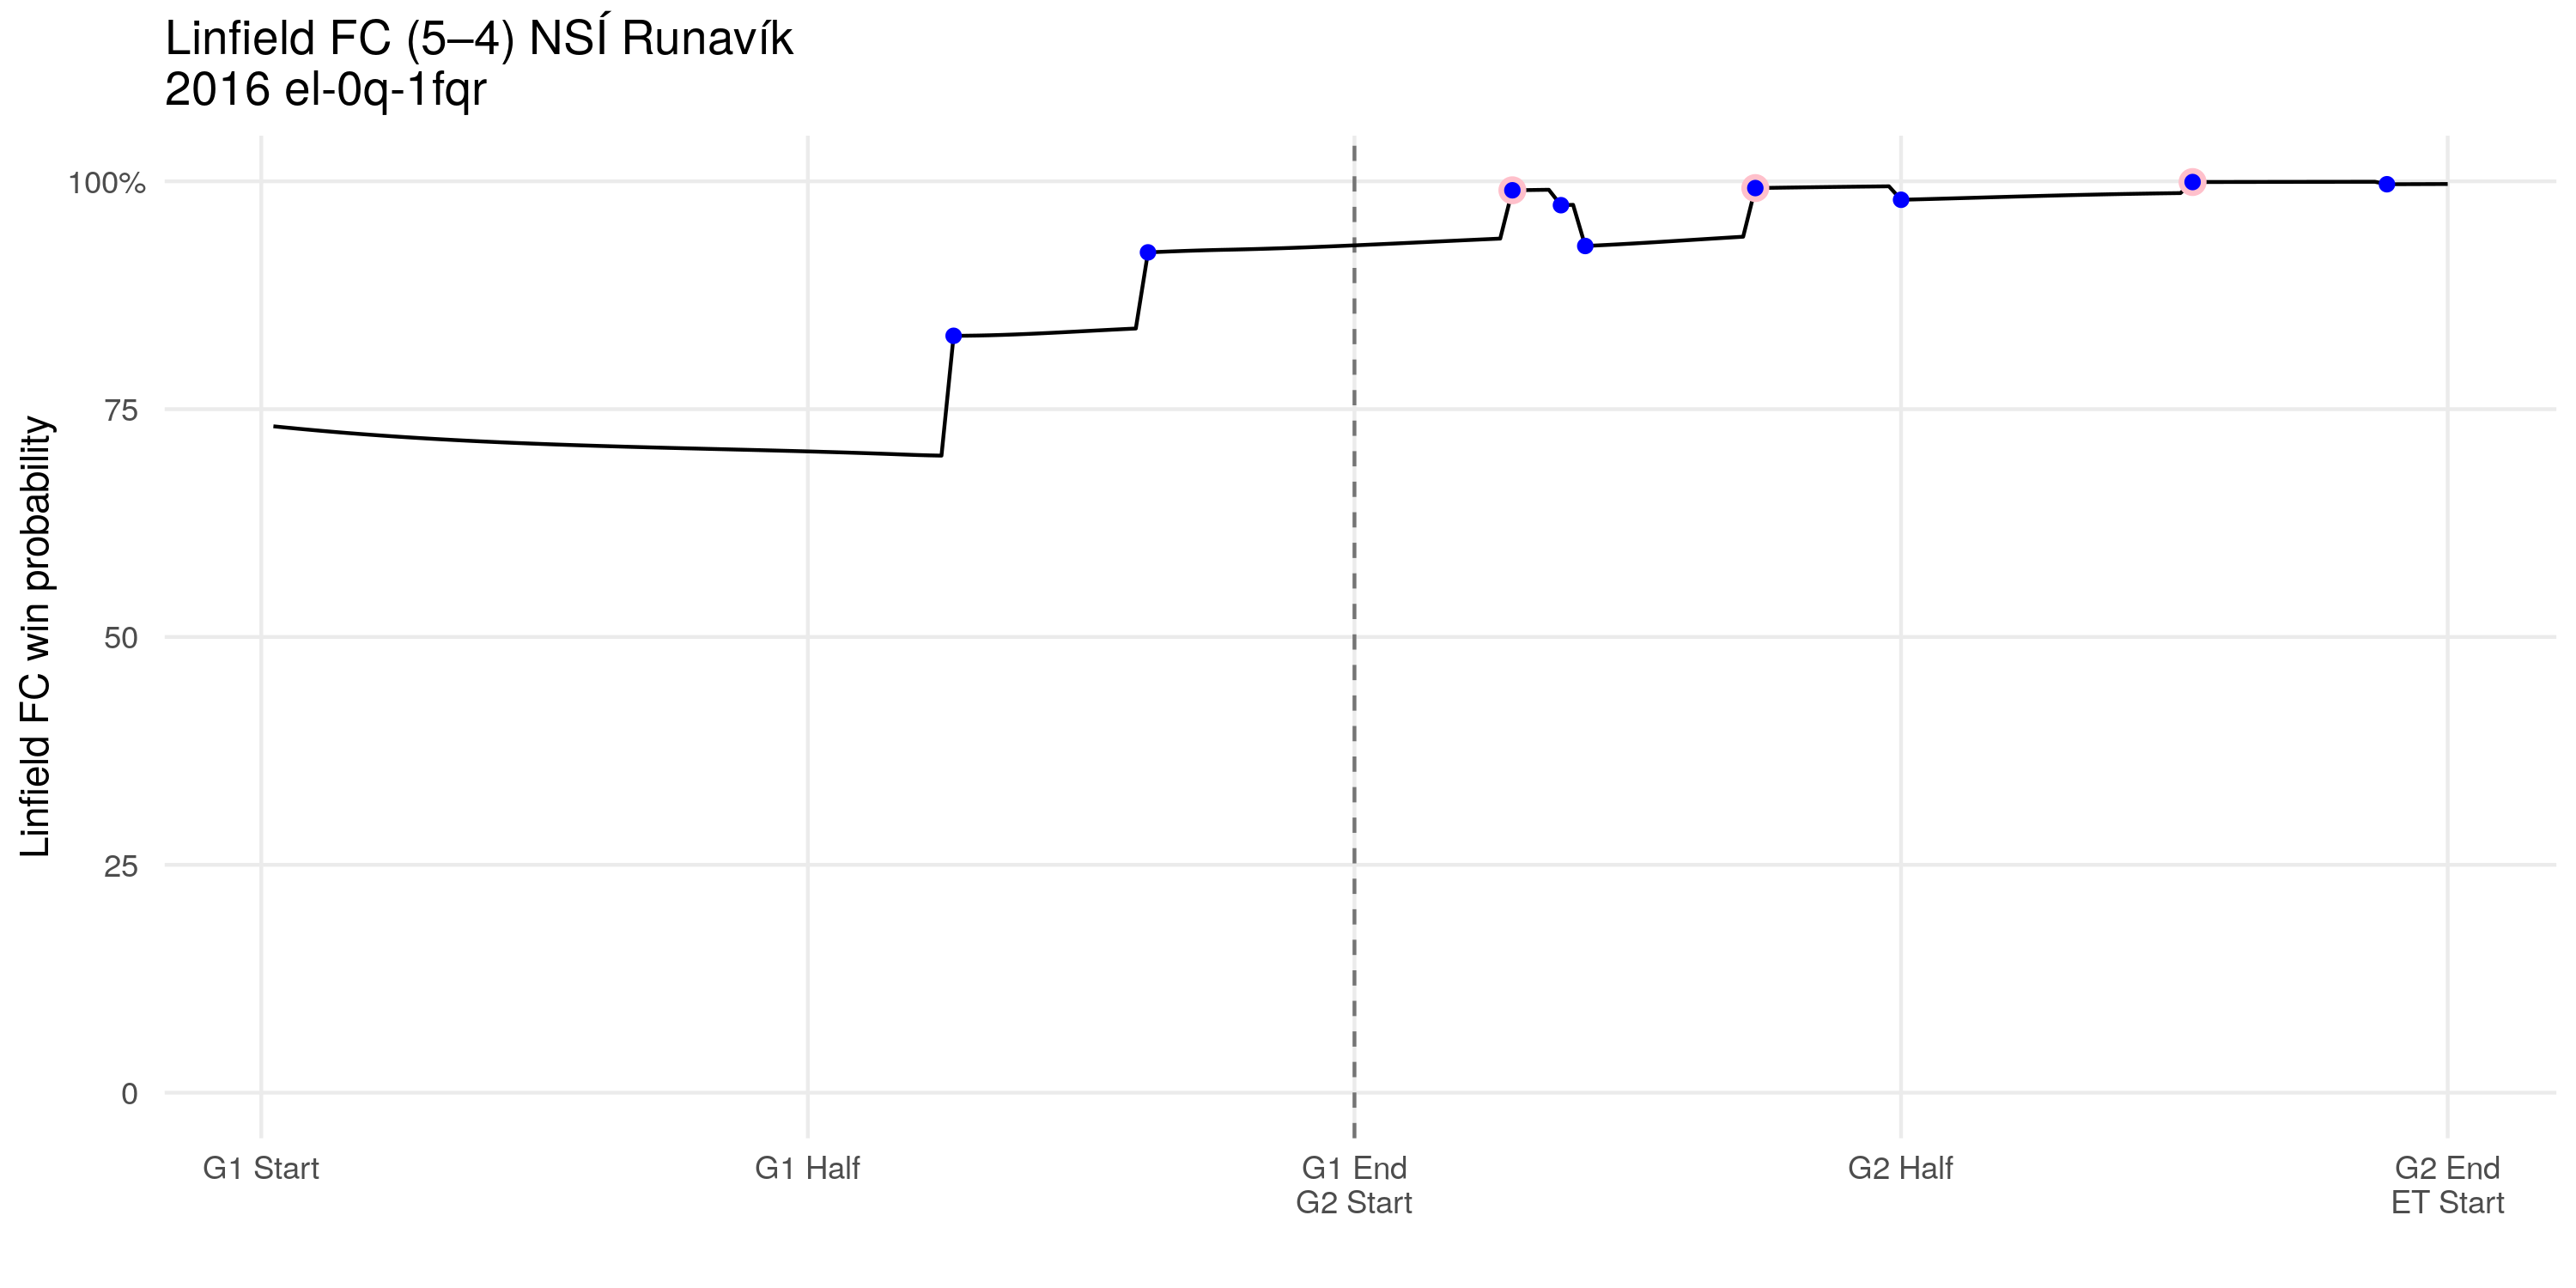 Linfield FC (5–4) NSÍ Runavík
2016 el-0q-1fqr
Linfield FC win probability
100%
75
50
25
0
G1 Start
G1 Half
G1 End
G2 Start
G2 Half
G2 End
ET Start